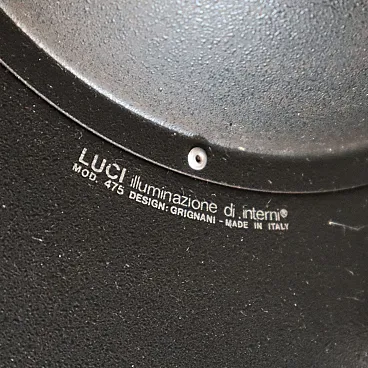 LUCI illuminazione di interni®
MOD. 475 DESIGN: GRIGNANI - MADE IN ITALY